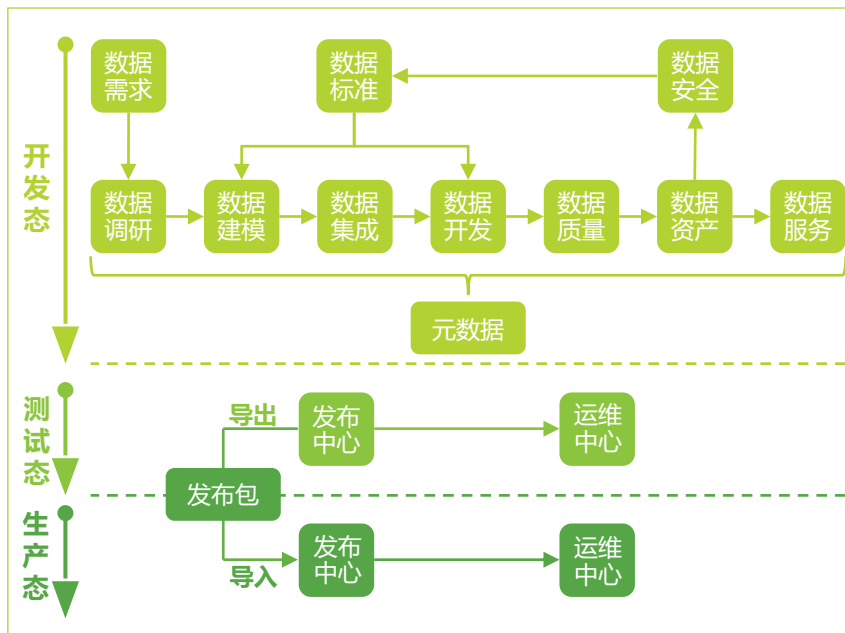 开发态
数据
需求
数据
标准
数据
安全
数据
调研
数据
建模
数据
集成
数据
开发
数据
质量
数据
资产
数据
服务
元数据
测试态
导出
发布
中心
运维
中心
发布包
生产态
导入
发布
中心
运维
中心